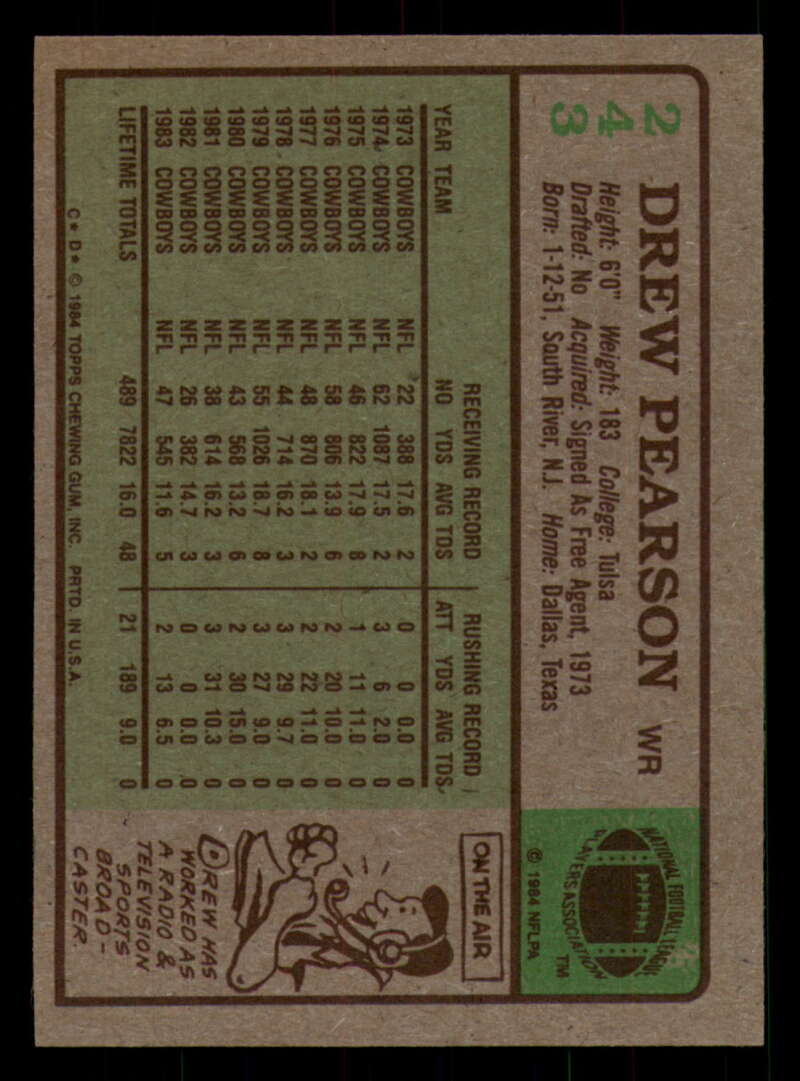 243
DREW PEARSON WR
Height: 6'0" Weight: 183 College: Tulsa
Drafted: No Acquired: Signed As Free Agent, 1973
Born: 1-12-51, South River, N.J. Home: Dallas, Texas
NATIONAL FOOTBALL LEAGUE
PLAYERS ASSOCIATION
TM
© 1984 NFLPA
RECEIVING RECORD RUSHING RECORD
YEAR TEAM NO YDS AVG TDS ATT YDS AVG TDS
1973 COWBOYS NFL 22 388 17.6 2 0 0 0.0 0
1974 COWBOYS NFL 62 1087 17.5 2 3 6 2.0 0
1975 COWBOYS NFL 46 822 17.9 8 1 11 11.0 0
1976 COWBOYS NFL 58 806 13.9 6 2 20 10.0 0
1977 COWBOYS NFL 48 870 18.1 2 2 22 11.0 0
1978 COWBOYS NFL 44 714 16.2 3 3 29 9.7 0
1979 COWBOYS NFL 55 1026 18.7 8 3 27 9.0 0
1980 COWBOYS NFL 43 568 13.2 6 2 30 15.0 0
1981 COWBOYS NFL 38 614 16.2 3 3 31 10.3 0
1982 COWBOYS NFL 26 382 14.7 3 0 0 0.0 0
1983 COWBOYS NFL 47 545 11.6 5 2 13 6.5 0
LIFETIME TOTALS 489 7822 16.0 48 21 189 9.0 0
C* D* © 1984 TOPPS CHEWING GUM, INC. PRTD. IN U.S.A.
ON THE AIR
DREW HAS
WORKED AS
A RADIO &
TELEVISION
SPORTS
BROAD-
CASTER.